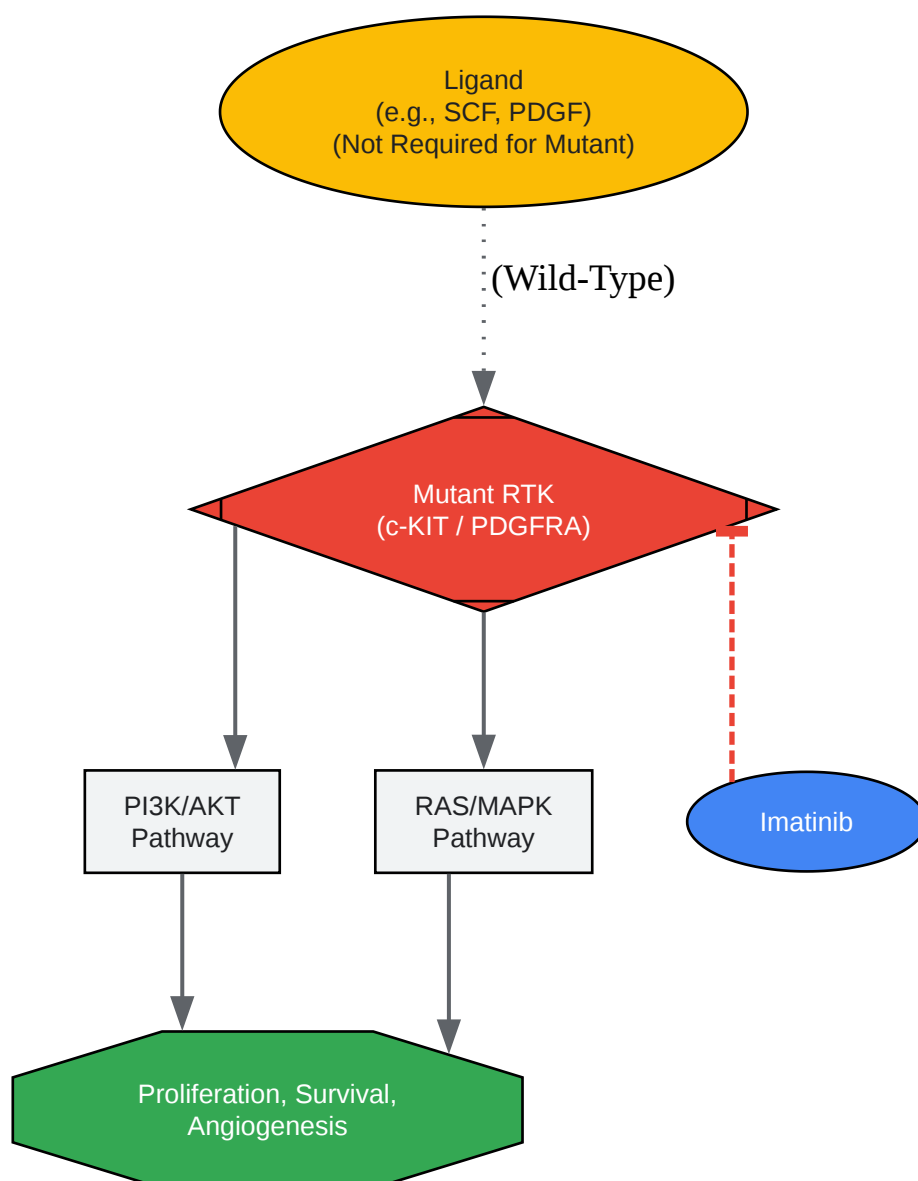 Ligand
(e.g., SCF, PDGF)
(Not Required for Mutant)
(Wild-Type)
Mutant RTK
(c-KIT / PDGFRA)
PI3K/AKT
Pathway
RAS/MAPK
Pathway
Imatinib
Proliferation, Survival,
Angiogenesis